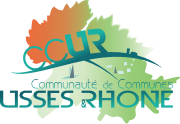 CCUR
Communauté de Communes
USSES & RHÔNE